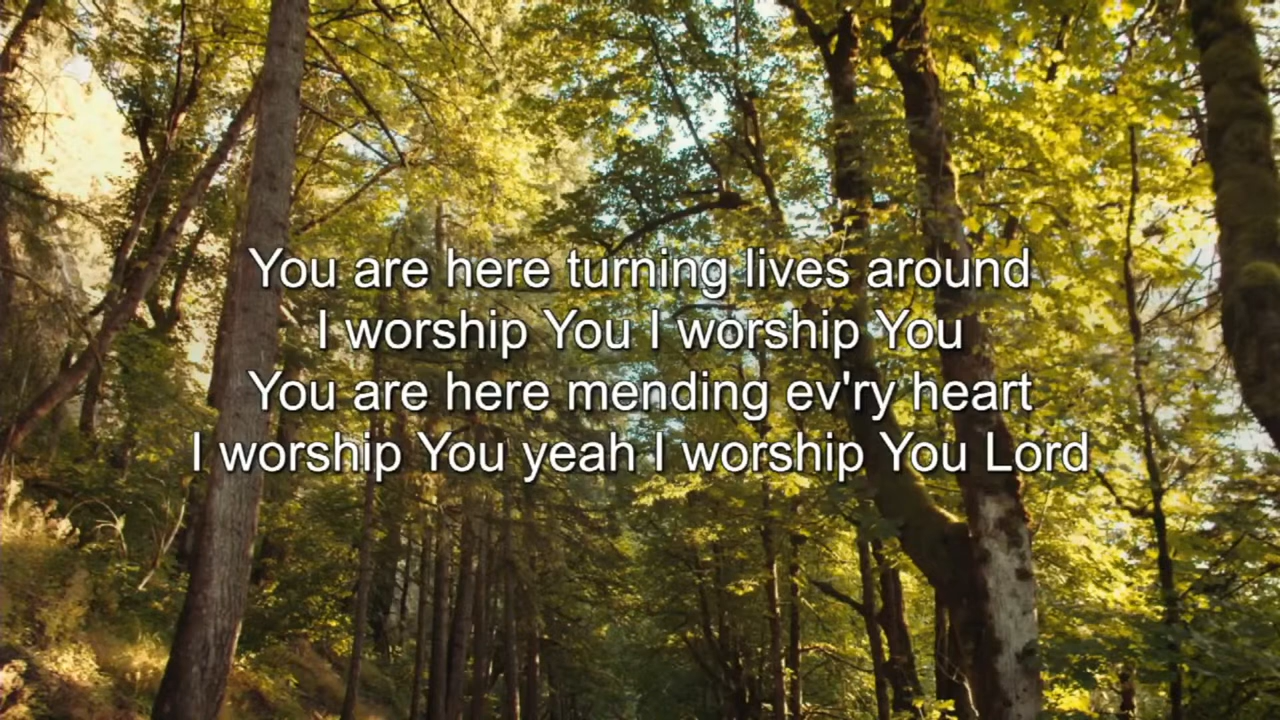 You are here turning lives around
I worship You I worship You
You are here mending ev'ry heart
I worship You yeah I worship You Lord